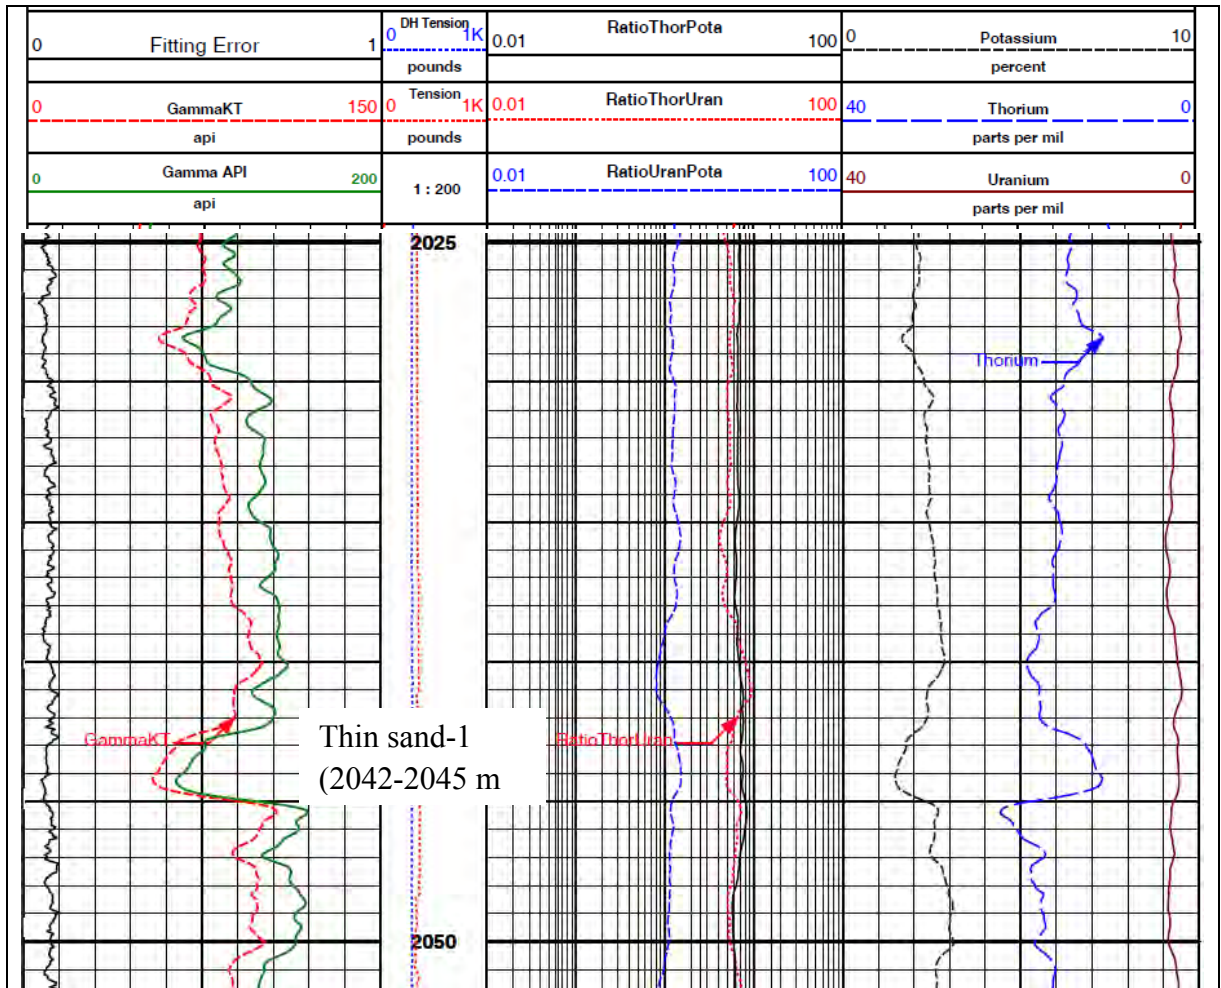 0 Fitting Error 1
DH Tension
0 1K
pounds
RatioThorPota
0.01 100
0 Potassium 10
percent
0 GammaKT 150
api
Tension
0 1K
pounds
0.01 RatioThorUran 100
40 Thorium 0
parts per mil
0 Gamma API 200
api
1 : 200
0.01 RatioUranPota 100
40 Uranium 0
parts per mil
2025
Thorium
GammaKT
Thin sand-1
(2042-2045 m
RatioThorUran
2050